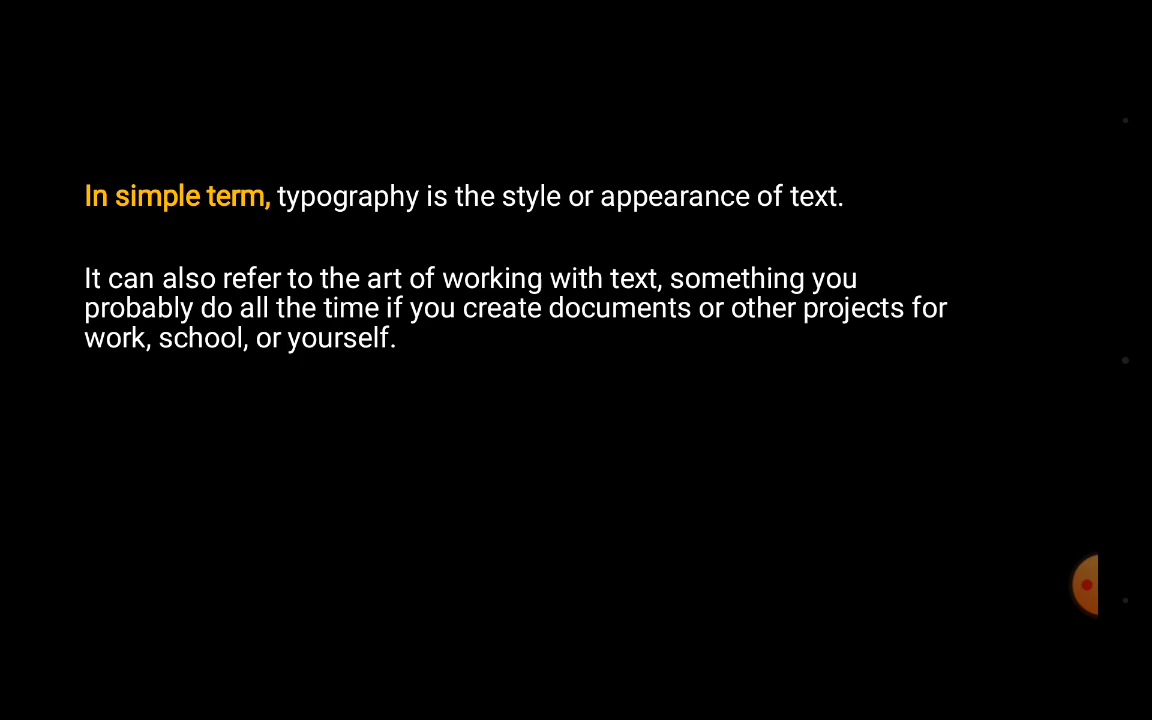 In simple term, typography is the style or appearance of text.
It can also refer to the art of working with text, something you
probably do all the time if you create documents or other projects for
work, school, or yourself.